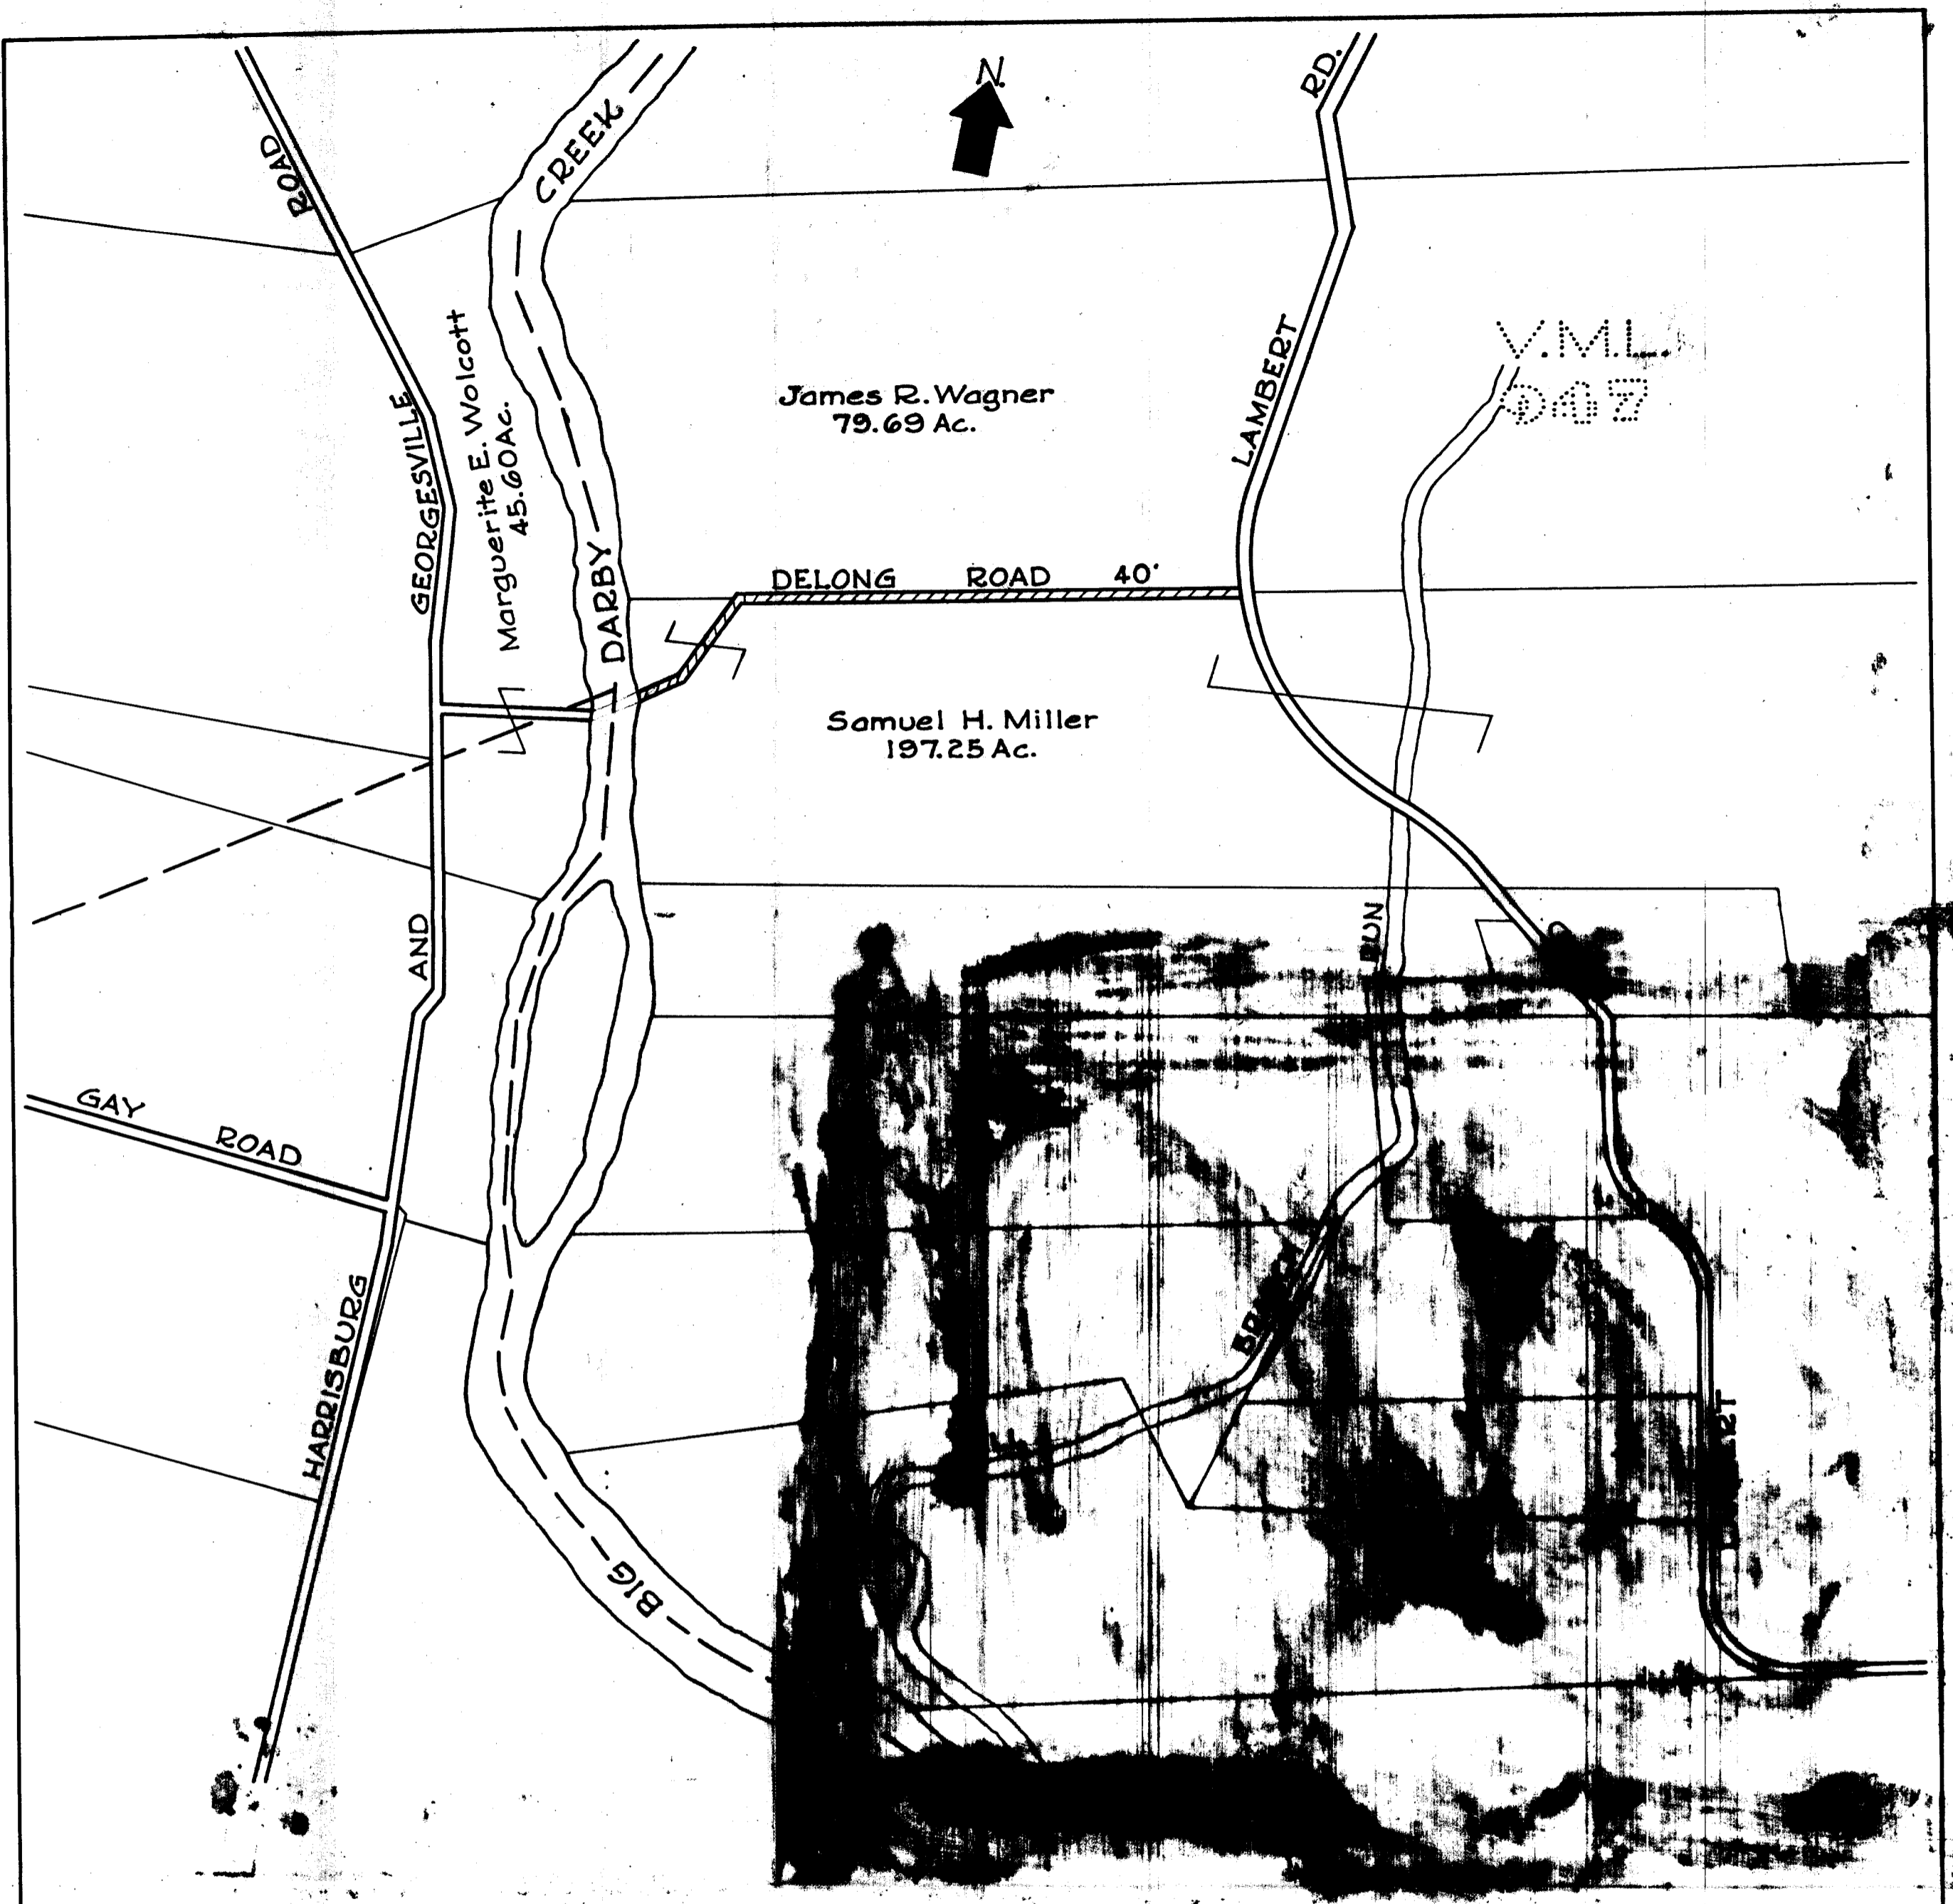 N.
RD.
CREEK
ROAD
V.M.L.
LAMBERT
James R. Wagner
79.69 Ac.
Marguerite E. Wolcott
45.60 Ac.
GEORGESVILLE
DELONG ROAD 40'
DARBY
Samuel H. Miller
197.25 Ac.
RUN
AND
GAY ROAD
HARRISBURG
BIG